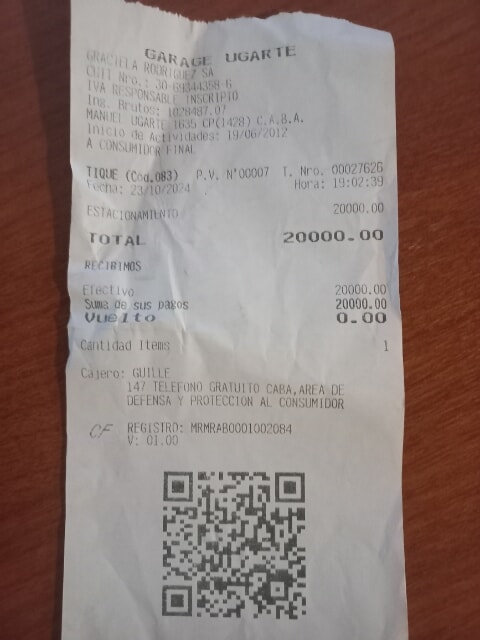 GARAGE UGARTE
GRACIELA RODRIGUEZ SA
CUIT Nro.: 30-69344358-6
IVA RESPONSABLE INSCRIPTO
Ing. Brutos: 1028487.07
MANUEL UGARTE 1635 CP(1428) C.A.B.A.
Inicio de Actividades: 19/06/2012
A CONSUMIDOR FINAL
TIQUE (Cod.083) P.V. N°00007 T. Nro. 00027626
Fecha: 23/10/2024 Hora: 19:02:39
ESTACIONAMIENTO 20000.00
TOTAL 20000.00
RECIBIMOS
Efectivo 20000.00
Suma de sus pagos 20000.00
Vuelto 0.00
Cantidad Items 1
Cajero: GUILLE
147 TELEFONO GRATUITO CABA,AREA DE
DEFENSA Y PROTECCION AL CONSUMIDOR
CF REGISTRO: MRMRAB0001002084
V: 01.00